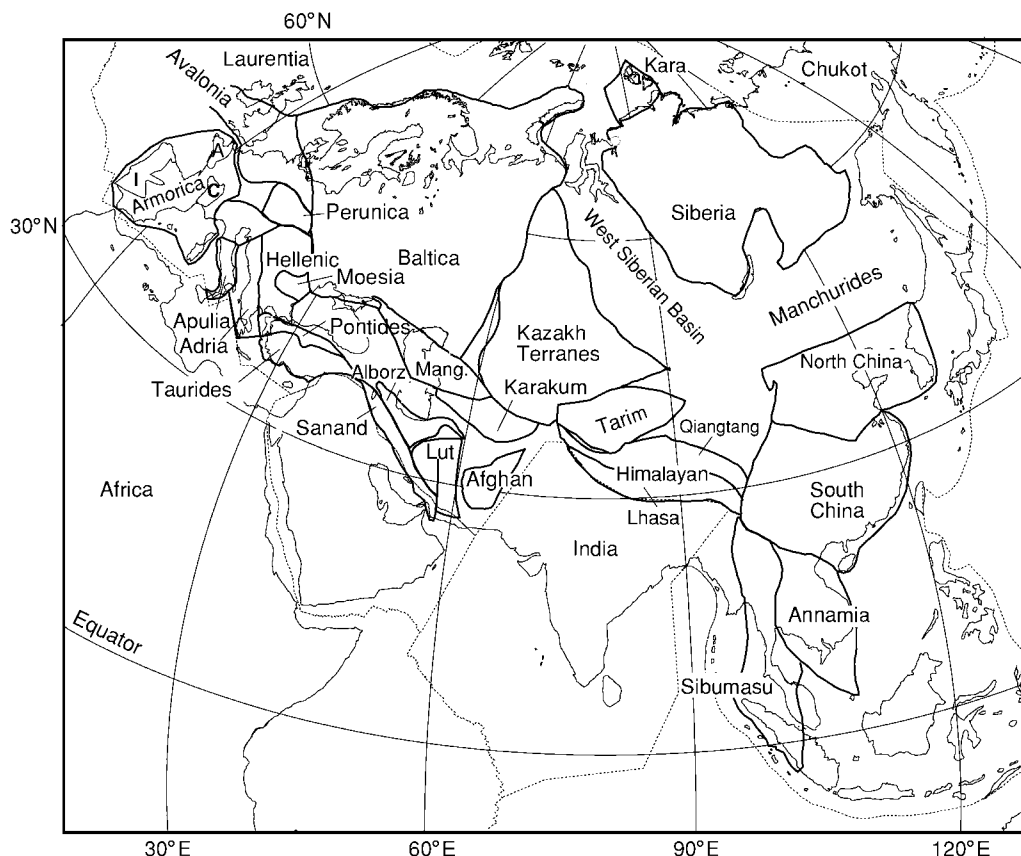 60°N
Laurentia
Avalonia
Kara
Chukot
A
I
Armorica
C
Perunica
Siberia
30°N
Hellenic
Baltica
Moesia
West Siberian Basin
Manchurides
Apulia
Adria
Pontides
Kazakh
Terranes
North China
Taurides
Alborz
Mang.
Karakum
Sanand
Tarim
Qiangtang
Lut
Afghan
Himalayan
Africa
South
China
Lhasa
India
Equator
Annamia
Sibumasu
30°E
60°E
90°E
120°E